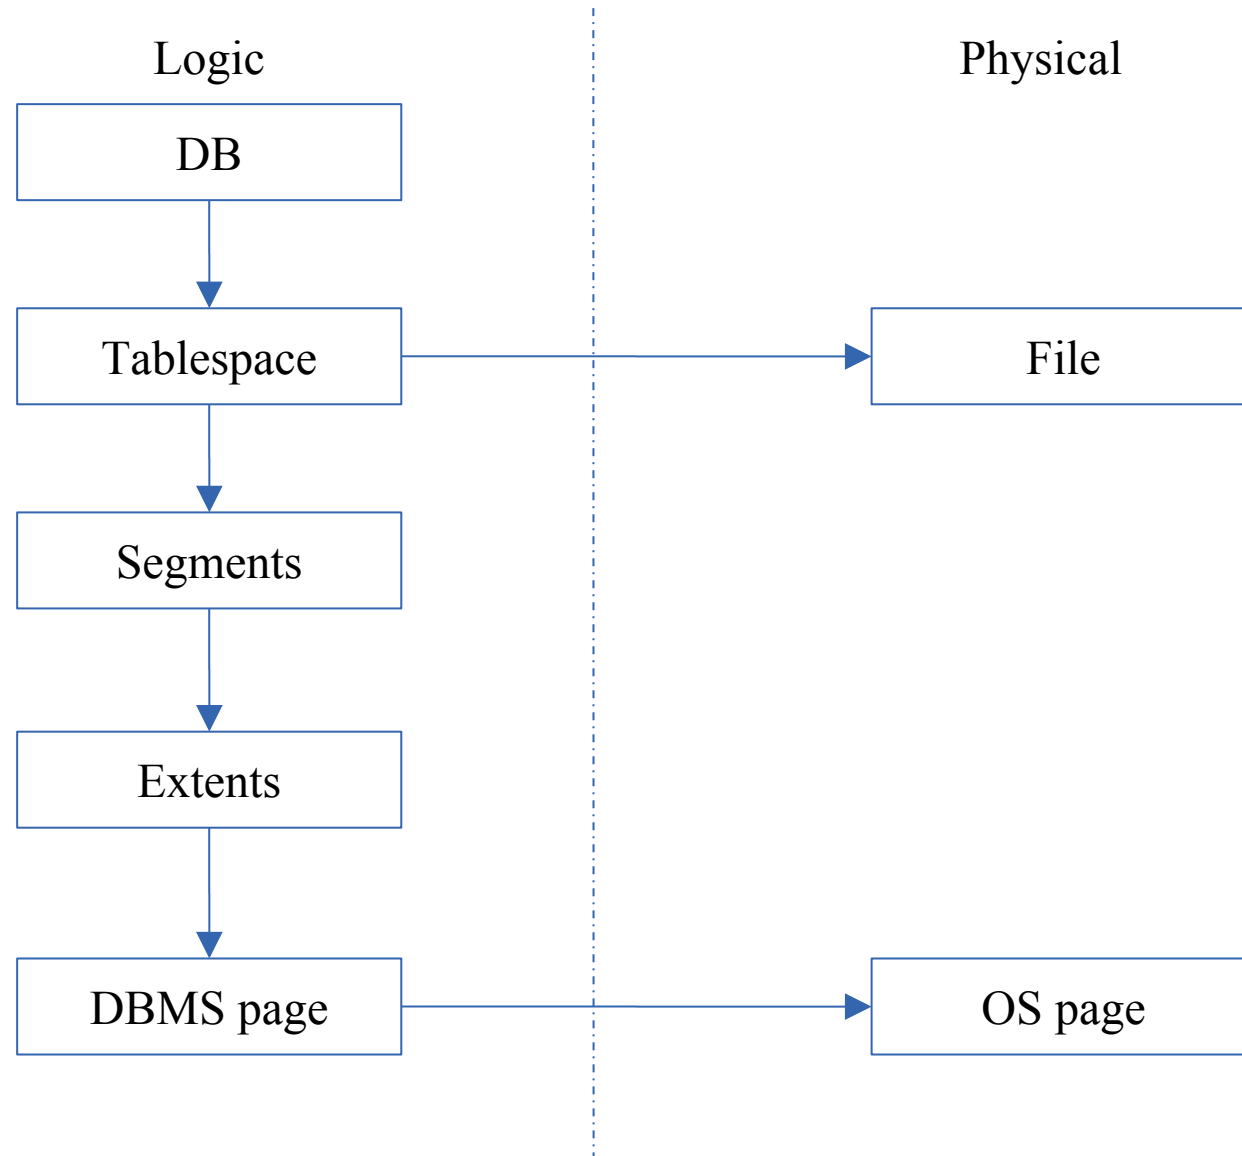 Logic
Physical
DB
Tablespace
File
Segments
Extents
DBMS page
OS page